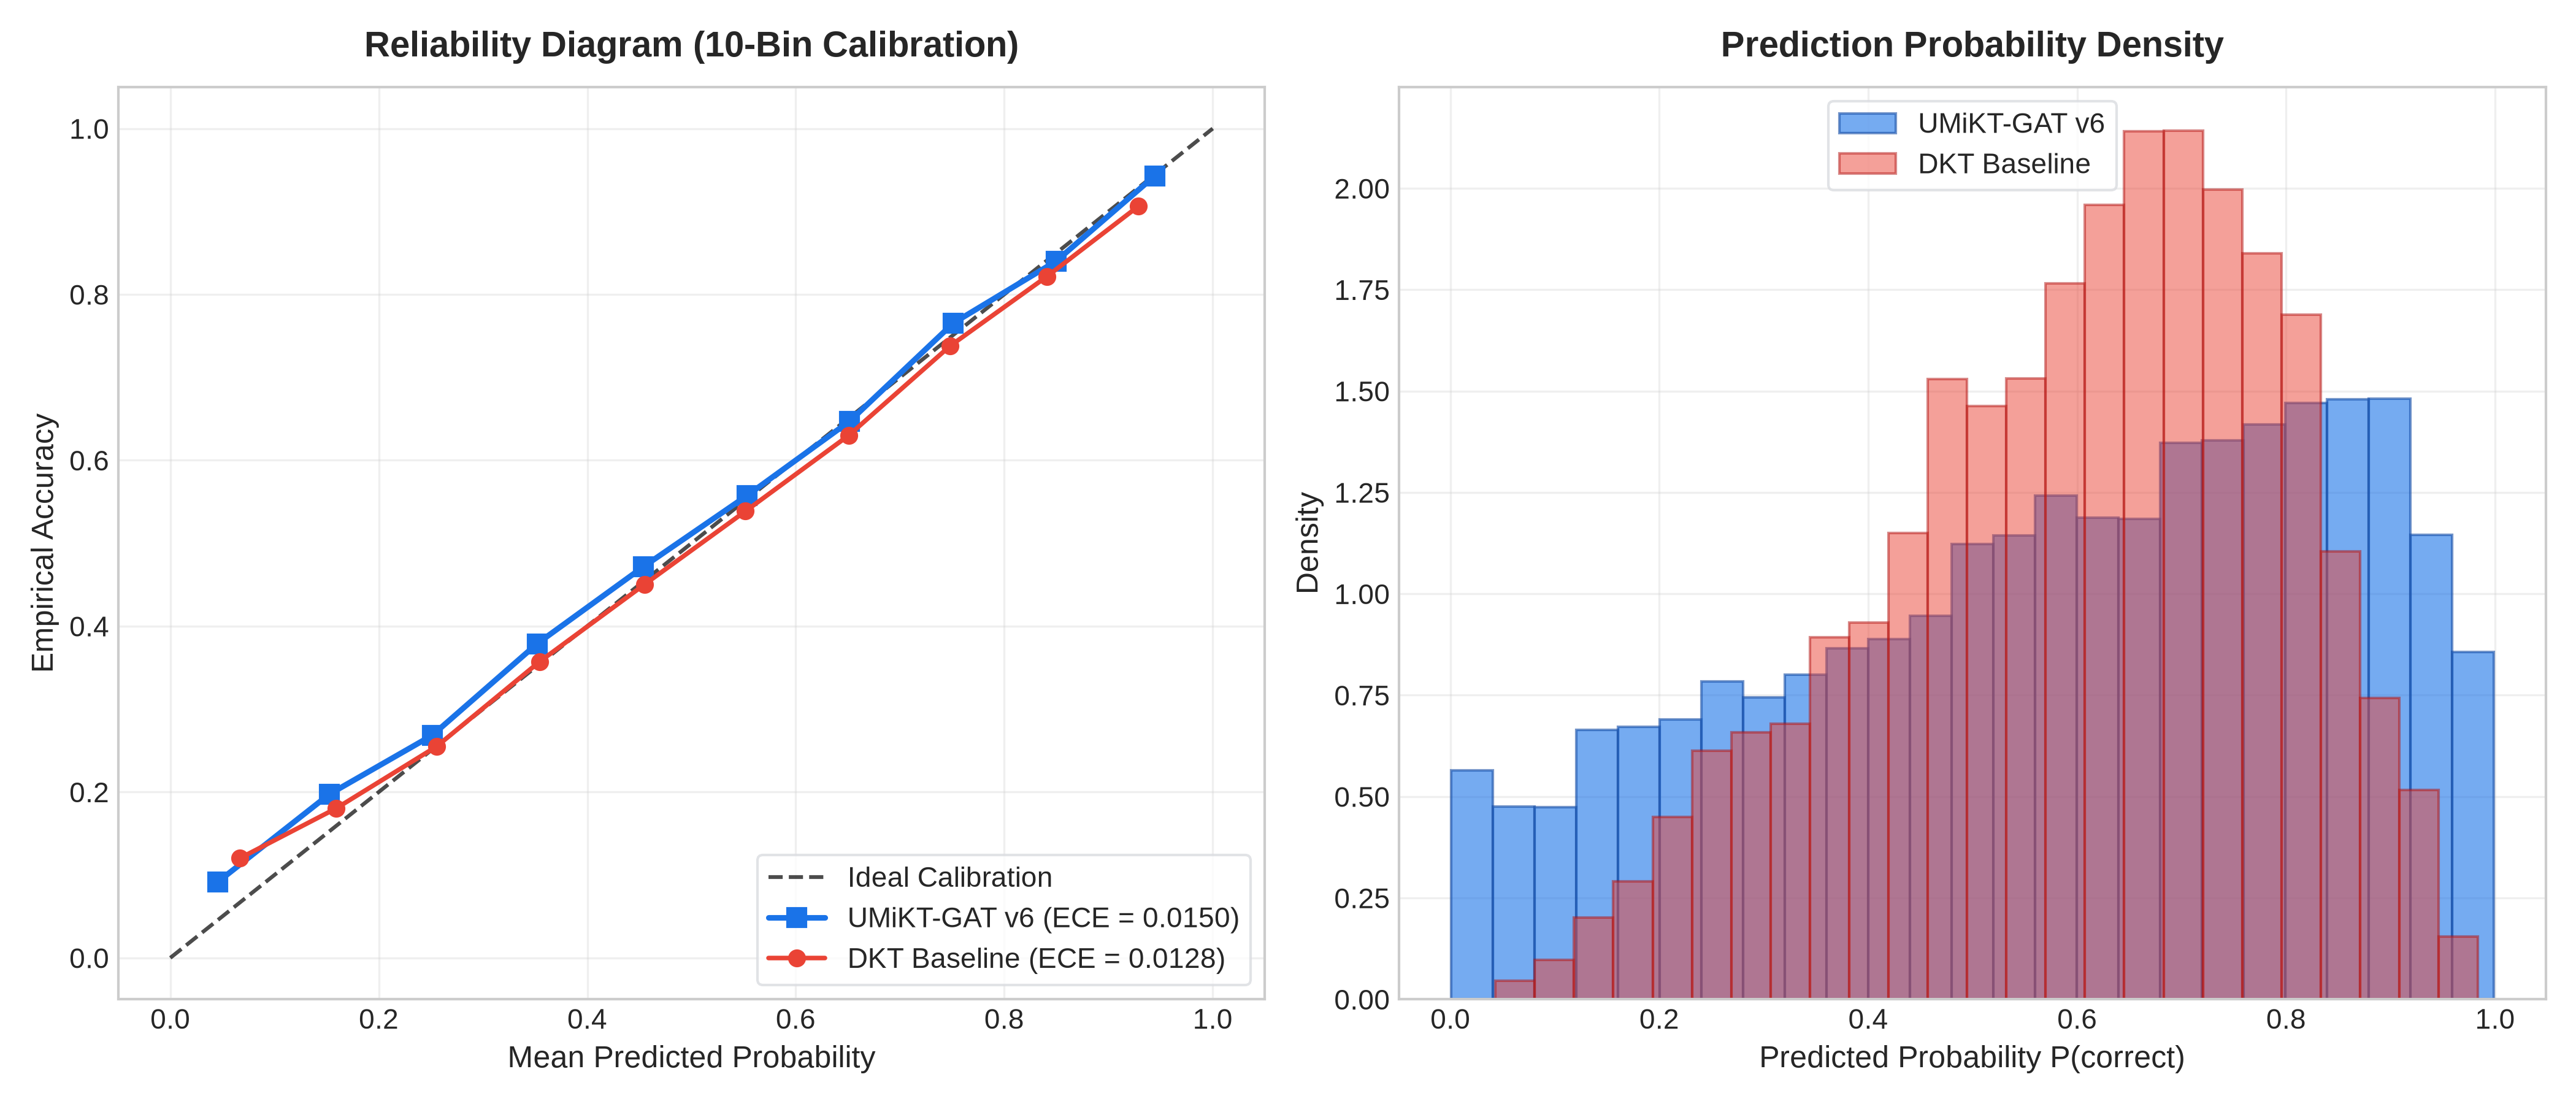 Reliability Diagram (10-Bin Calibration)
1.0
0.8
0.6
0.4
0.2
0.0
Empirical Accuracy
Ideal Calibration
UMiKT-GAT v6 (ECE = 0.0150)
DKT Baseline (ECE = 0.0128)
0.0 0.2 0.4 0.6 0.8 1.0
Mean Predicted Probability
Prediction Probability Density
UMiKT-GAT v6
DKT Baseline
2.00
1.75
1.50
1.25
1.00
0.75
0.50
0.25
0.00
Density
0.0 0.2 0.4 0.6 0.8 1.0
Predicted Probability P(correct)